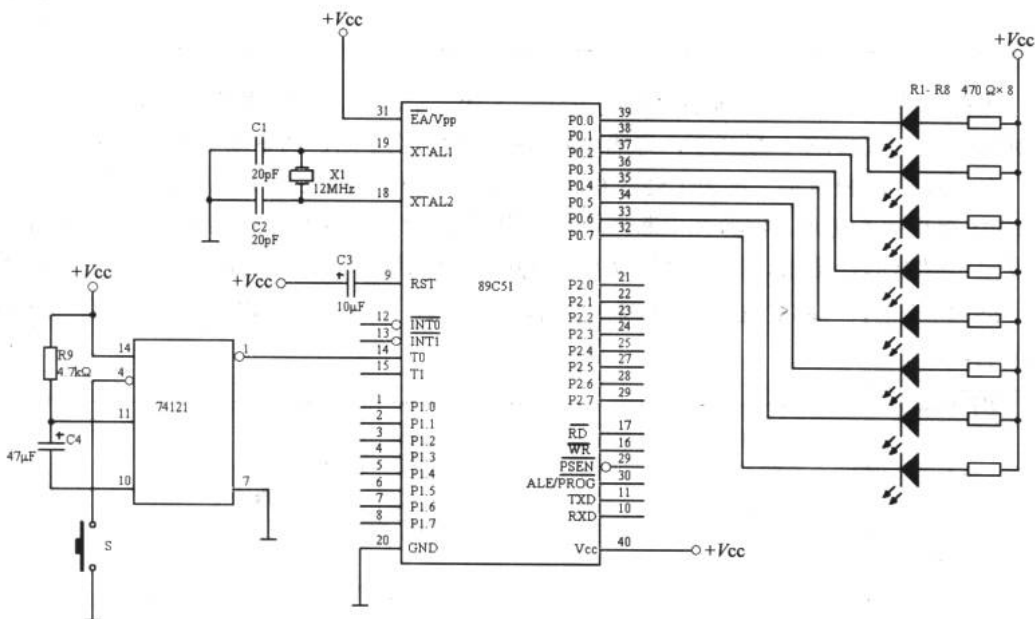 +Vcc
+Vcc
R1- R8 470 Ω× 8
31 EA/Vpp
P0.0 39
P0.1 38
P0.2 37
P0.3 36
P0.4 35
P0.5 34
P0.6 33
P0.7 32
C1
20pF
19 XTAL1
X1
12MHz
18 XTAL2
C2
20pF
+Vcc
+Vcc
C3
10μF
9 RST
89C51
12 INT0
13 INT1
14 T0
15 T1
P2.0 21
P2.1 22
P2.2 23
P2.3 24
P2.4 25
P2.5 27
P2.6 28
P2.7 29
R9
4.7kΩ
14
4
1
74121
11
C4
47μF
10
7
1 P1.0
2 P1.1
3 P1.2
4 P1.3
5 P1.4
6 P1.5
7 P1.6
8 P1.7
20 GND
RD 17
WR 16
PSEN 29
ALE/PROG 30
TXD 11
RXD 10
Vcc 40
+Vcc
S